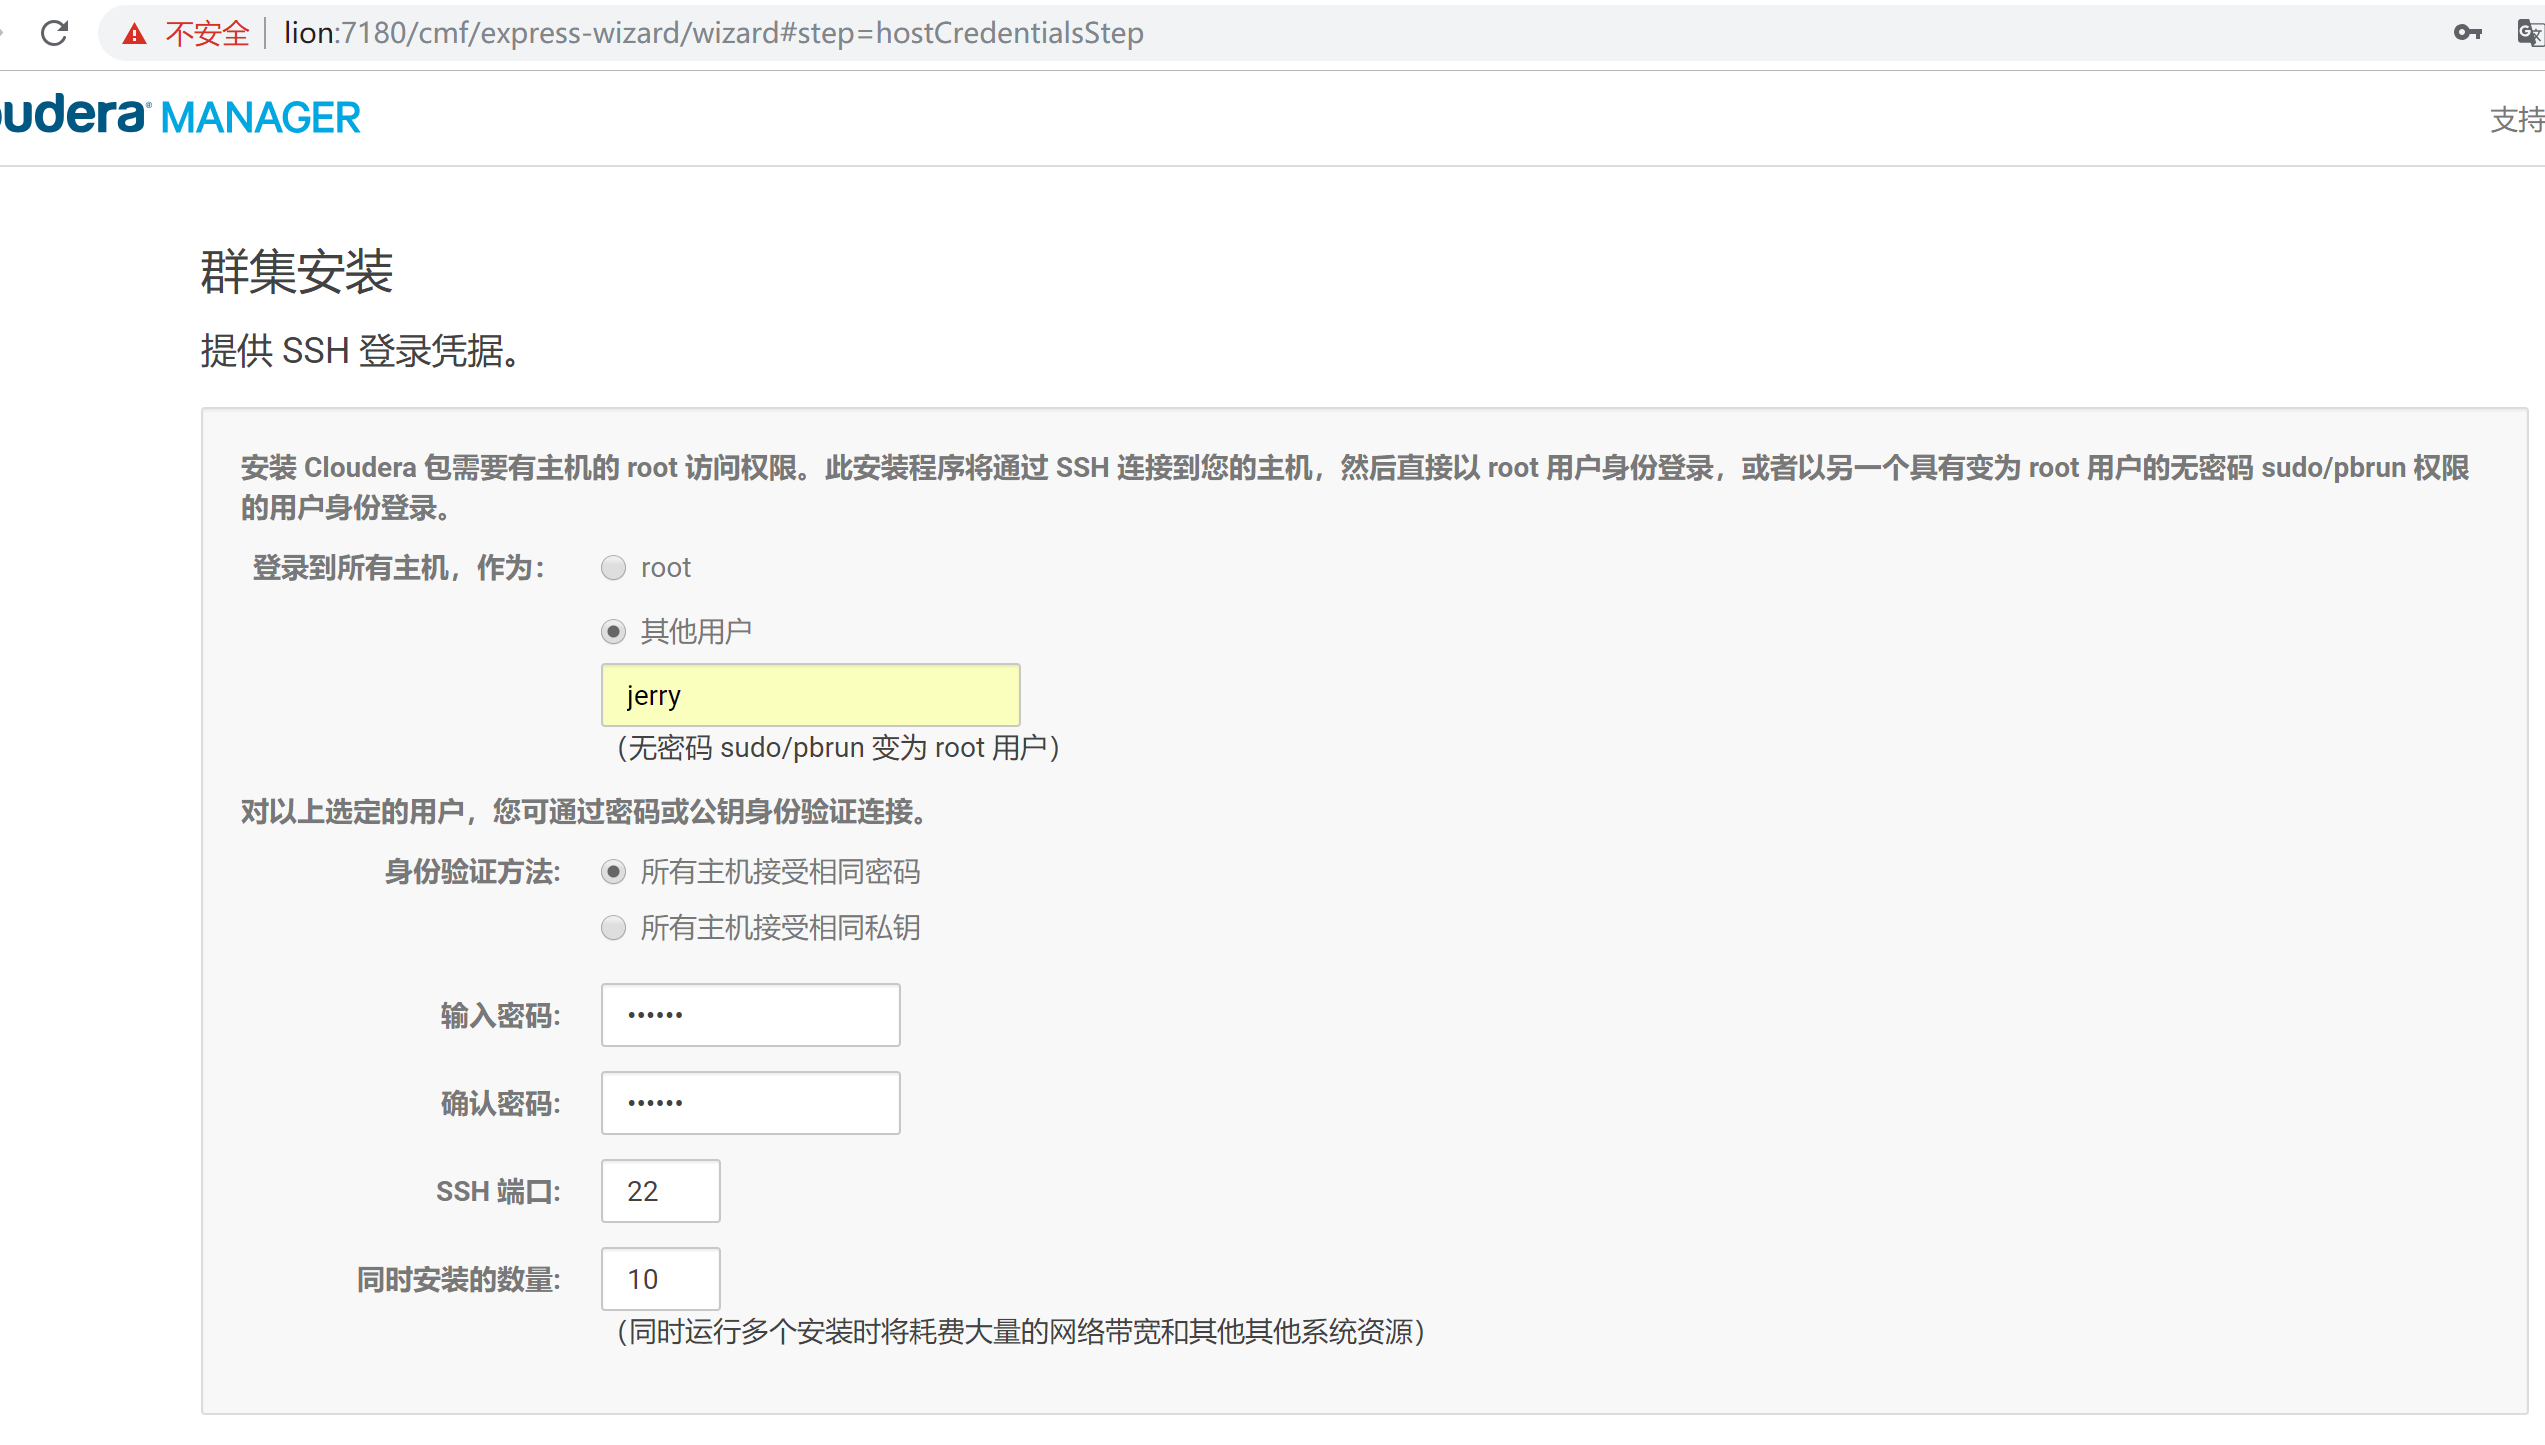 不安全 lion:7180/cmf/express-wizard/wizard#step=hostCredentialsStep
oudera MANAGER
支持
群集安装
提供 SSH 登录凭据。
安装 Cloudera 包需要有主机的 root 访问权限。此安装程序将通过 SSH 连接到您的主机，然后直接以 root 用户身份登录，或者以另一个具有变为 root 用户的无密码 sudo/pbrun 权限
的用户身份登录。
登录到所有主机，作为： root
其他用户
jerry
（无密码 sudo/pbrun 变为 root 用户）
对以上选定的用户，您可通过密码或公钥身份验证连接。
身份验证方法: 所有主机接受相同密码
所有主机接受相同私钥
输入密码: ••••••
确认密码: ••••••
SSH 端口: 22
同时安装的数量: 10
（同时运行多个安装时将耗费大量的网络带宽和其他其他系统资源）